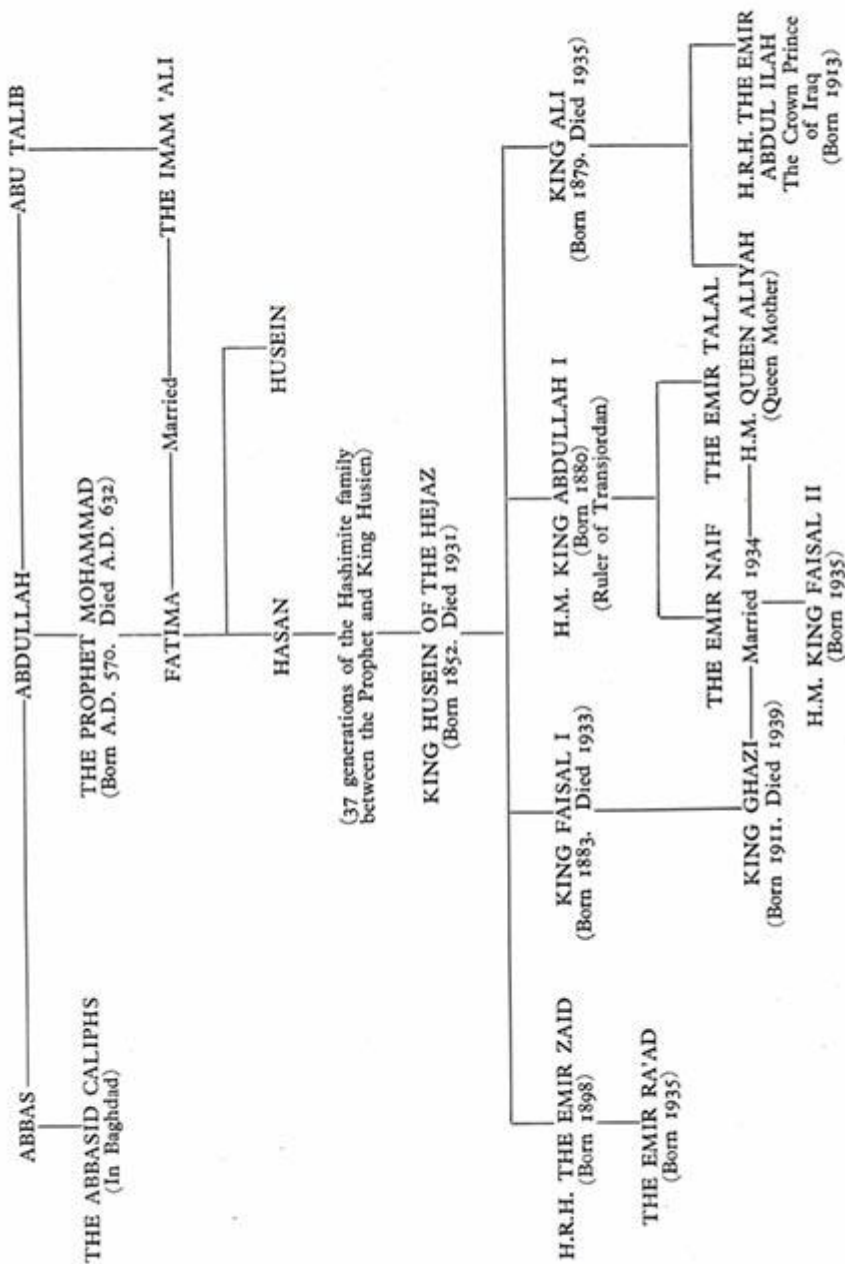 ABBAS ABDULLAH ABU TALIB
THE ABBASID CALIPHS
(In Baghdad)
THE PROPHET MOHAMMAD
(Born A.D. 570. Died A.D. 632)
FATIMA Married THE IMAM 'ALI
HASAN HUSEIN
(37 generations of the Hashimite family
between the Prophet and King Husien)
KING HUSEIN OF THE HEJAZ
(Born 1852. Died 1931)
H.R.H. THE EMIR ZAID
(Born 1898)
KING FAISAL I
(Born 1883. Died 1933)
H.M. KING ABDULLAH I
(Born 1880)
(Ruler of Transjordan)
KING ALI
(Born 1879. Died 1935)
THE EMIR RA'AD
(Born 1935)
THE EMIR NAIF THE EMIR TALAL
KING GHAZI Married 1934 H.M. QUEEN ALIYAH
(Born 1911. Died 1939)
(Queen Mother)
H.R.H. THE EMIR
ABDUL ILAH
The Crown Prince
of Iraq
(Born 1913)
H.M. KING FAISAL II
(Born 1935)